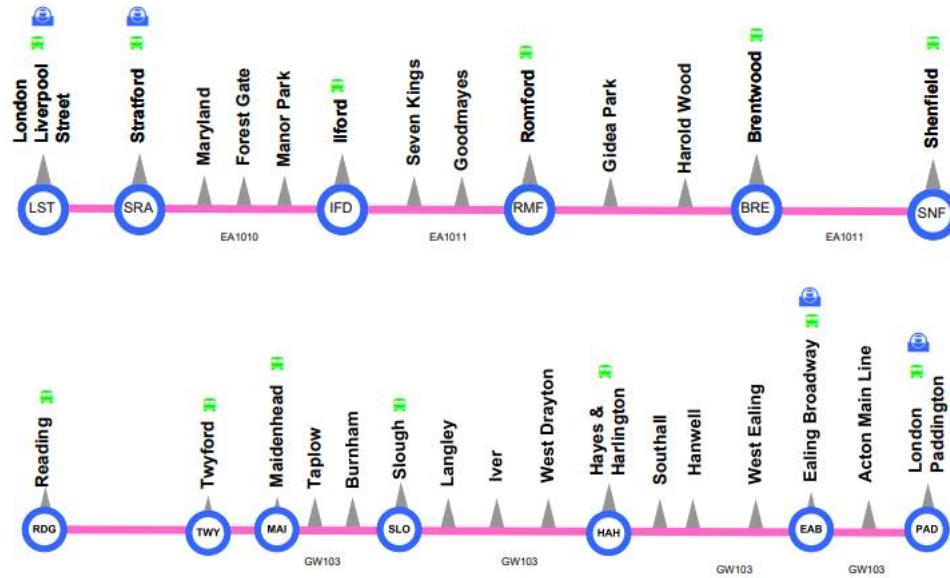 London
Liverpool
Street
Stratford
Maryland
Forest Gate
Manor Park
Ilford
Seven Kings
Goodmayes
Romford
Gidea Park
Harold Wood
Brentwood
Shenfield
LST
SRA
IFD
RMF
BRE
SNF
EA1010
EA1011
EA1011
Reading
Twyford
Maidenhead
Taplow
Burnham
Slough
Langley
Iver
West Drayton
Hayes &
Harlington
Southall
Hanwell
West Ealing
Ealing Broadway
Acton Main Line
London
Paddington
RDG
TWY
MAI
SLO
HAH
EAB
PAD
GW103
GW103
GW103
GW103